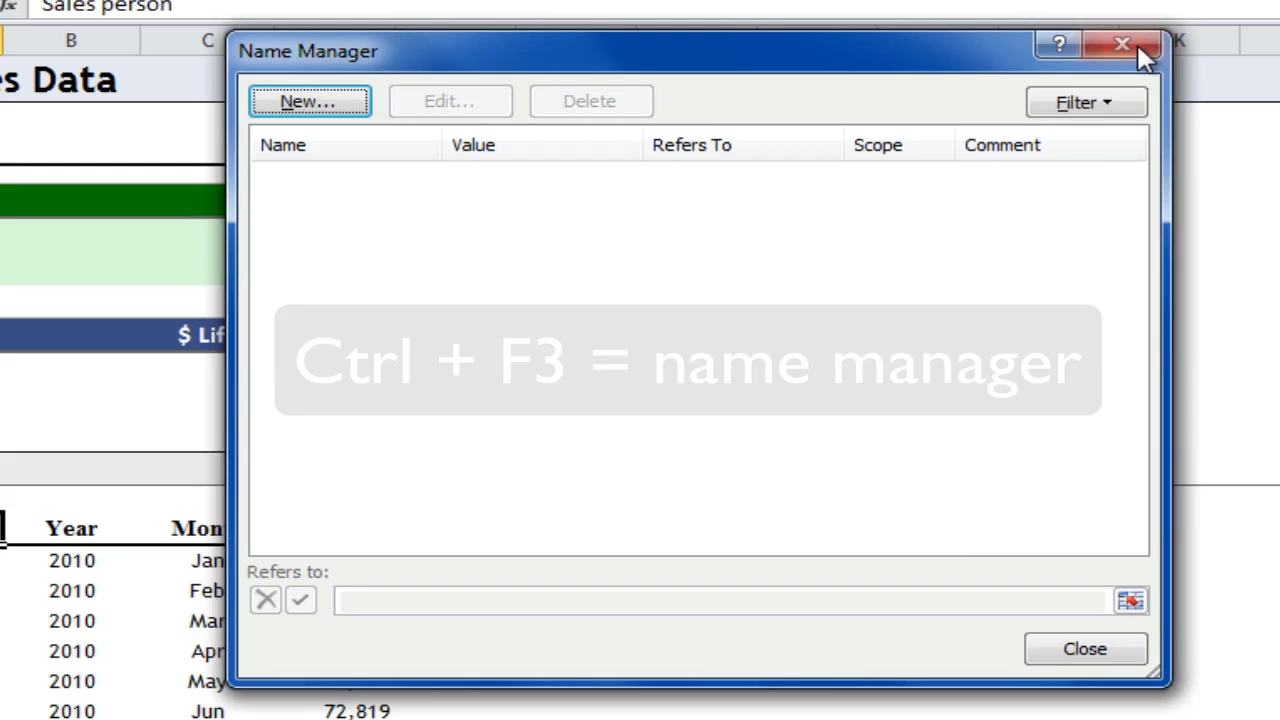 fx Sales person
B C K
es Data
Name Manager
?
New... Edit... Delete Filter
Name Value Refers To Scope Comment
Ctrl + F3 = name manager
$ Lif
Year Mon
2010 Jan
2010 Feb
2010 Mar
2010 Apr
2010 May
2010 Jun 72,819
Refers to:
Close